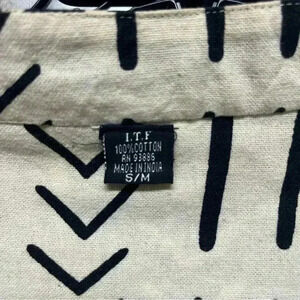 I.T.F
100% COTTON
RN 93886
MADE IN INDIA
S/M